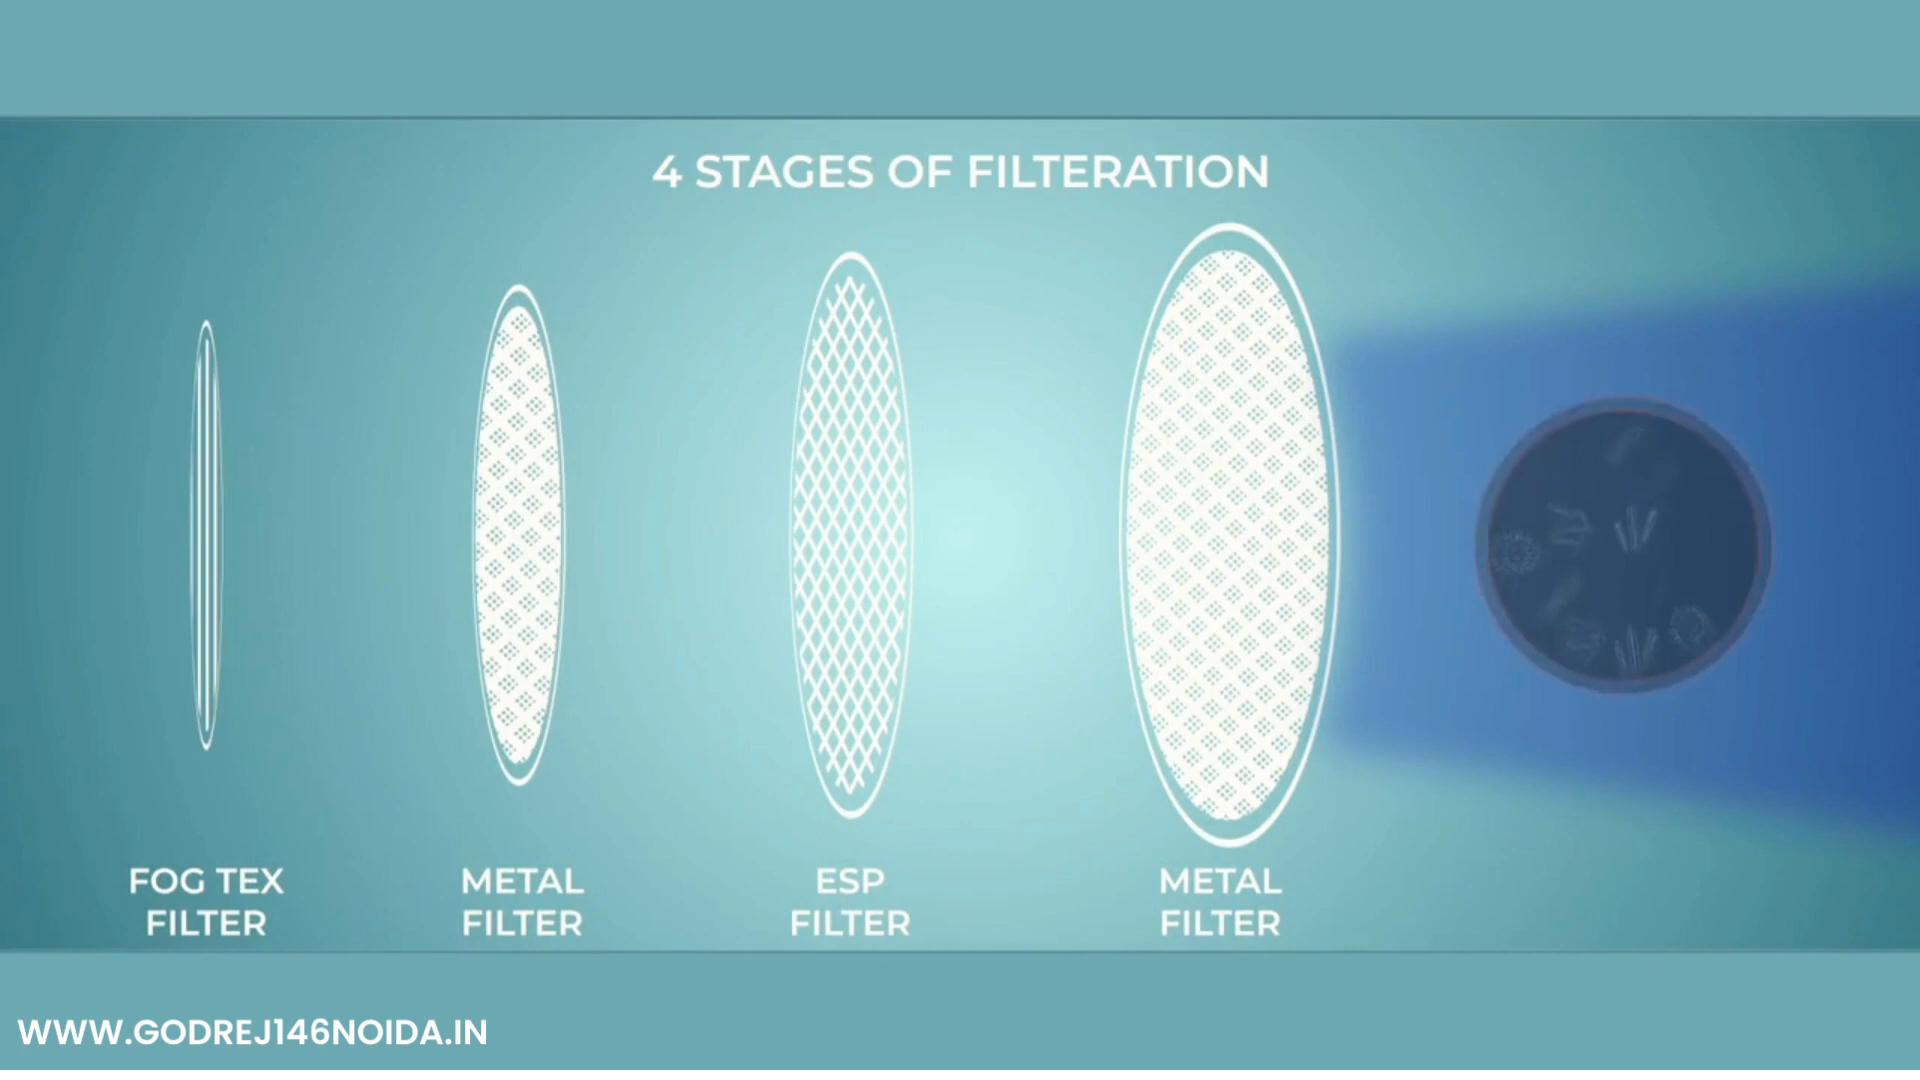 4 STAGES OF FILTERATION
FOG TEX
FILTER
METAL
FILTER
ESP
FILTER
METAL
FILTER
WWW.GODREJ146NOIDA.IN